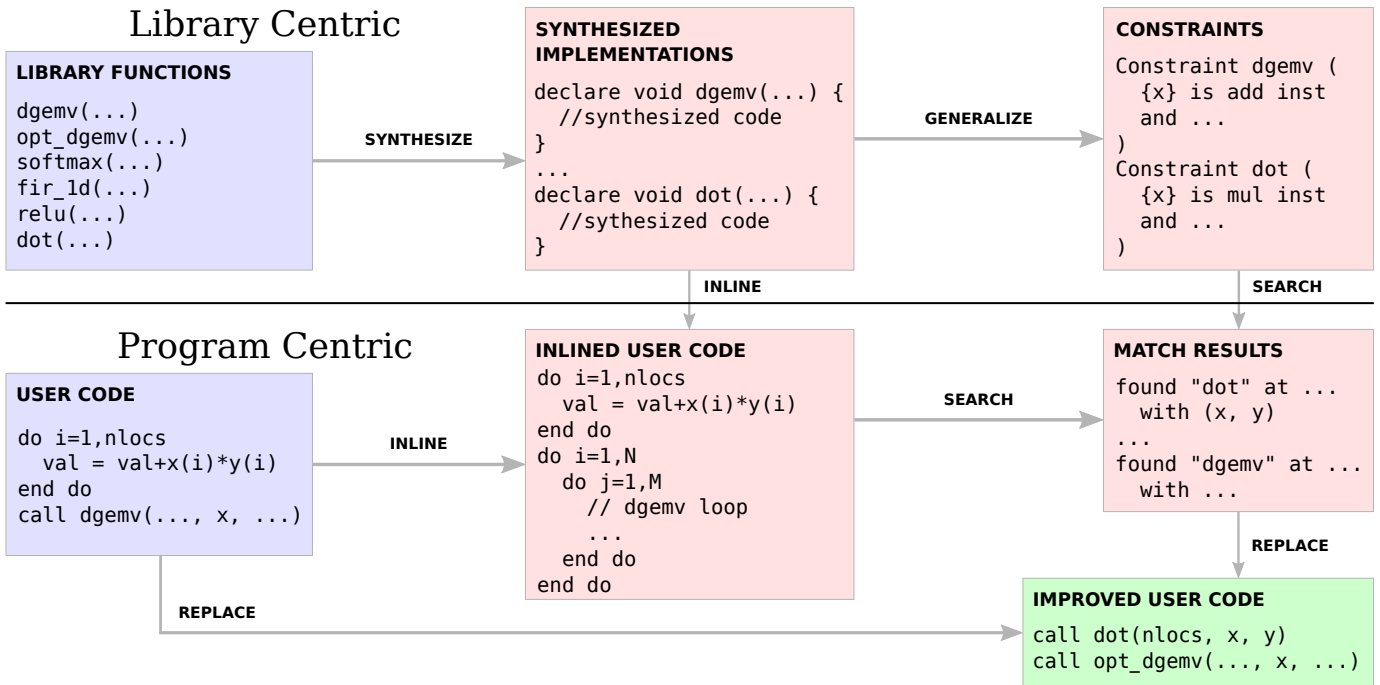 Library Centric
LIBRARY FUNCTIONS
dgemv(...)
opt_dgemv(...)
softmax(...)
fir_1d(...)
relu(...)
dot(...)
SYNTHESIZE
SYNTHESIZED
IMPLEMENTATIONS
declare void dgemv(...) {
//synthesized code
}
...
declare void dot(...) {
//sythesized code
}
GENERALIZE
CONSTRAINTS
Constraint dgemv (
{x} is add inst
and ...
)
Constraint dot (
{x} is mul inst
and ...
)
INLINE
SEARCH
Program Centric
USER CODE
do i=1,nlocs
val = val+x(i)*y(i)
end do
call dgemv(..., x, ...)
INLINE
INLINED USER CODE
do i=1,nlocs
val = val+x(i)*y(i)
end do
do i=1,N
do j=1,M
// dgemv loop
...
end do
end do
SEARCH
MATCH RESULTS
found "dot" at ...
with (x, y)
...
found "dgemv" at ...
with ...
REPLACE
REPLACE
IMPROVED USER CODE
call dot(nlocs, x, y)
call opt_dgemv(..., x, ...)